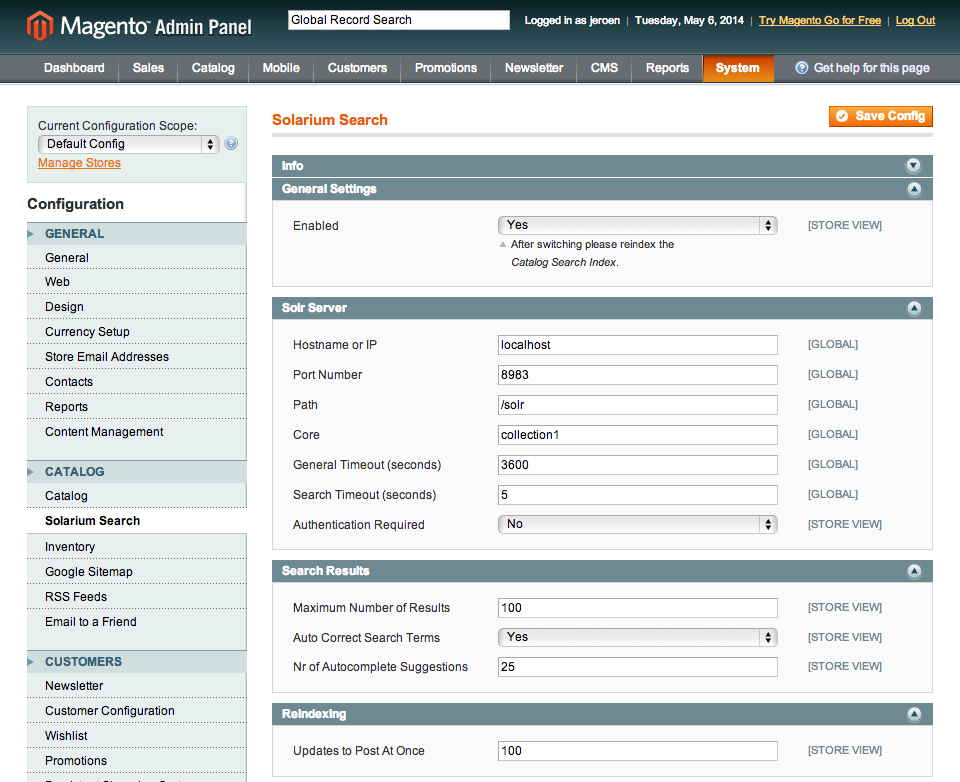 Magento™ Admin Panel
Global Record Search
Logged in as jeroen | Tuesday, May 6, 2014 | Try Magento Go for Free | Log Out
Dashboard Sales Catalog Mobile Customers Promotions Newsletter CMS Reports System Get help for this page
Current Configuration Scope:
Default Config
Manage Stores
Configuration
GENERAL
General
Web
Design
Currency Setup
Store Email Addresses
Contacts
Reports
Content Management
CATALOG
Catalog
Solarium Search
Inventory
Google Sitemap
RSS Feeds
Email to a Friend
CUSTOMERS
Newsletter
Customer Configuration
Wishlist
Promotions
Solarium Search
Save Config
Info
General Settings
Enabled Yes [STORE VIEW]
After switching please reindex the
Catalog Search Index.
Solr Server
Hostname or IP localhost [GLOBAL]
Port Number 8983 [GLOBAL]
Path /solr [GLOBAL]
Core collection1 [GLOBAL]
General Timeout (seconds) 3600 [GLOBAL]
Search Timeout (seconds) 5 [GLOBAL]
Authentication Required No [STORE VIEW]
Search Results
Maximum Number of Results 100 [STORE VIEW]
Auto Correct Search Terms Yes [STORE VIEW]
Nr of Autocomplete Suggestions 25 [STORE VIEW]
Reindexing
Updates to Post At Once 100 [STORE VIEW]